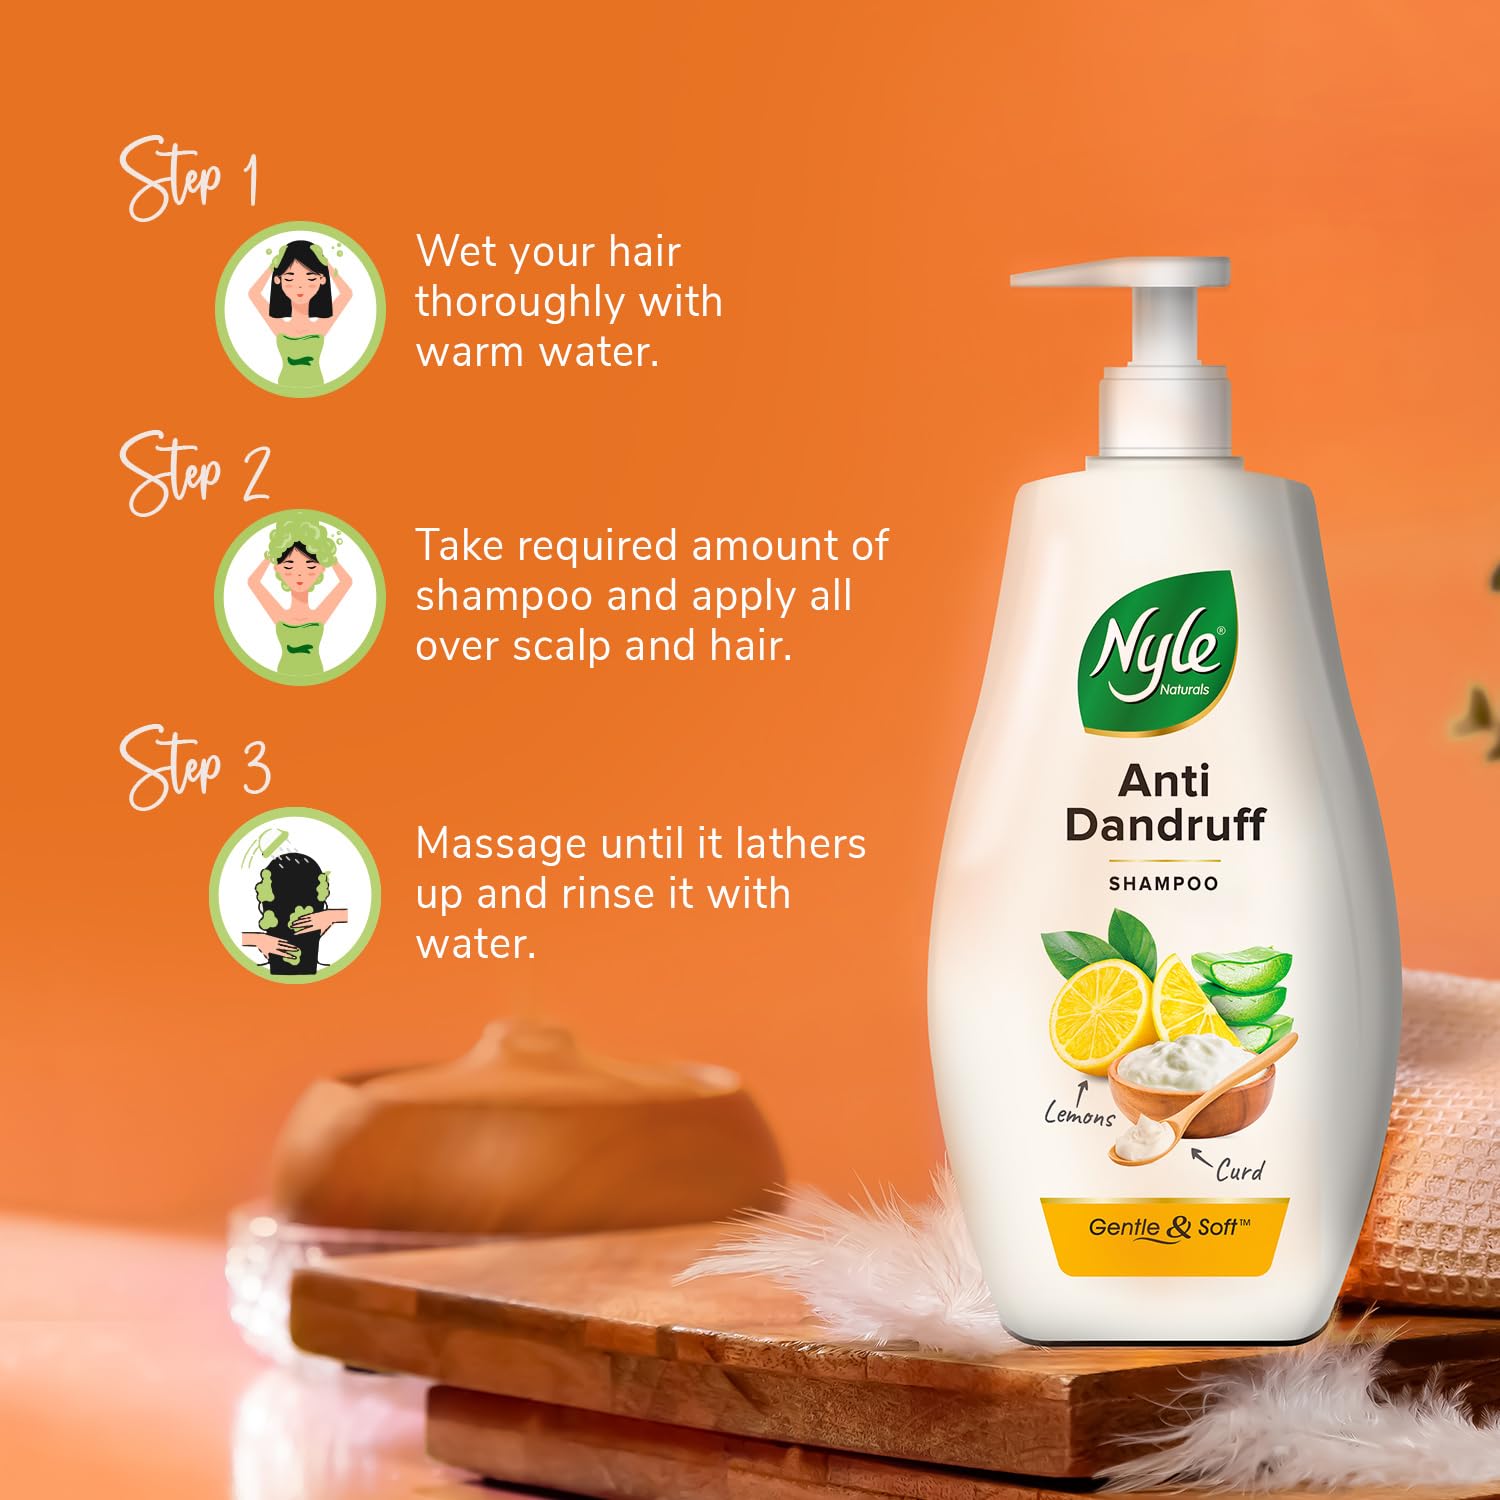 Step 1
Wet your hair
thoroughly with
warm water.
Step 2
Take required amount of
shampoo and apply all
over scalp and hair.
Step 3
Massage until it lathers
up and rinse it with
water.
Nyle®
Naturals
Anti
Dandruff
SHAMPOO
Lemons
Curd
Gentle & Soft™